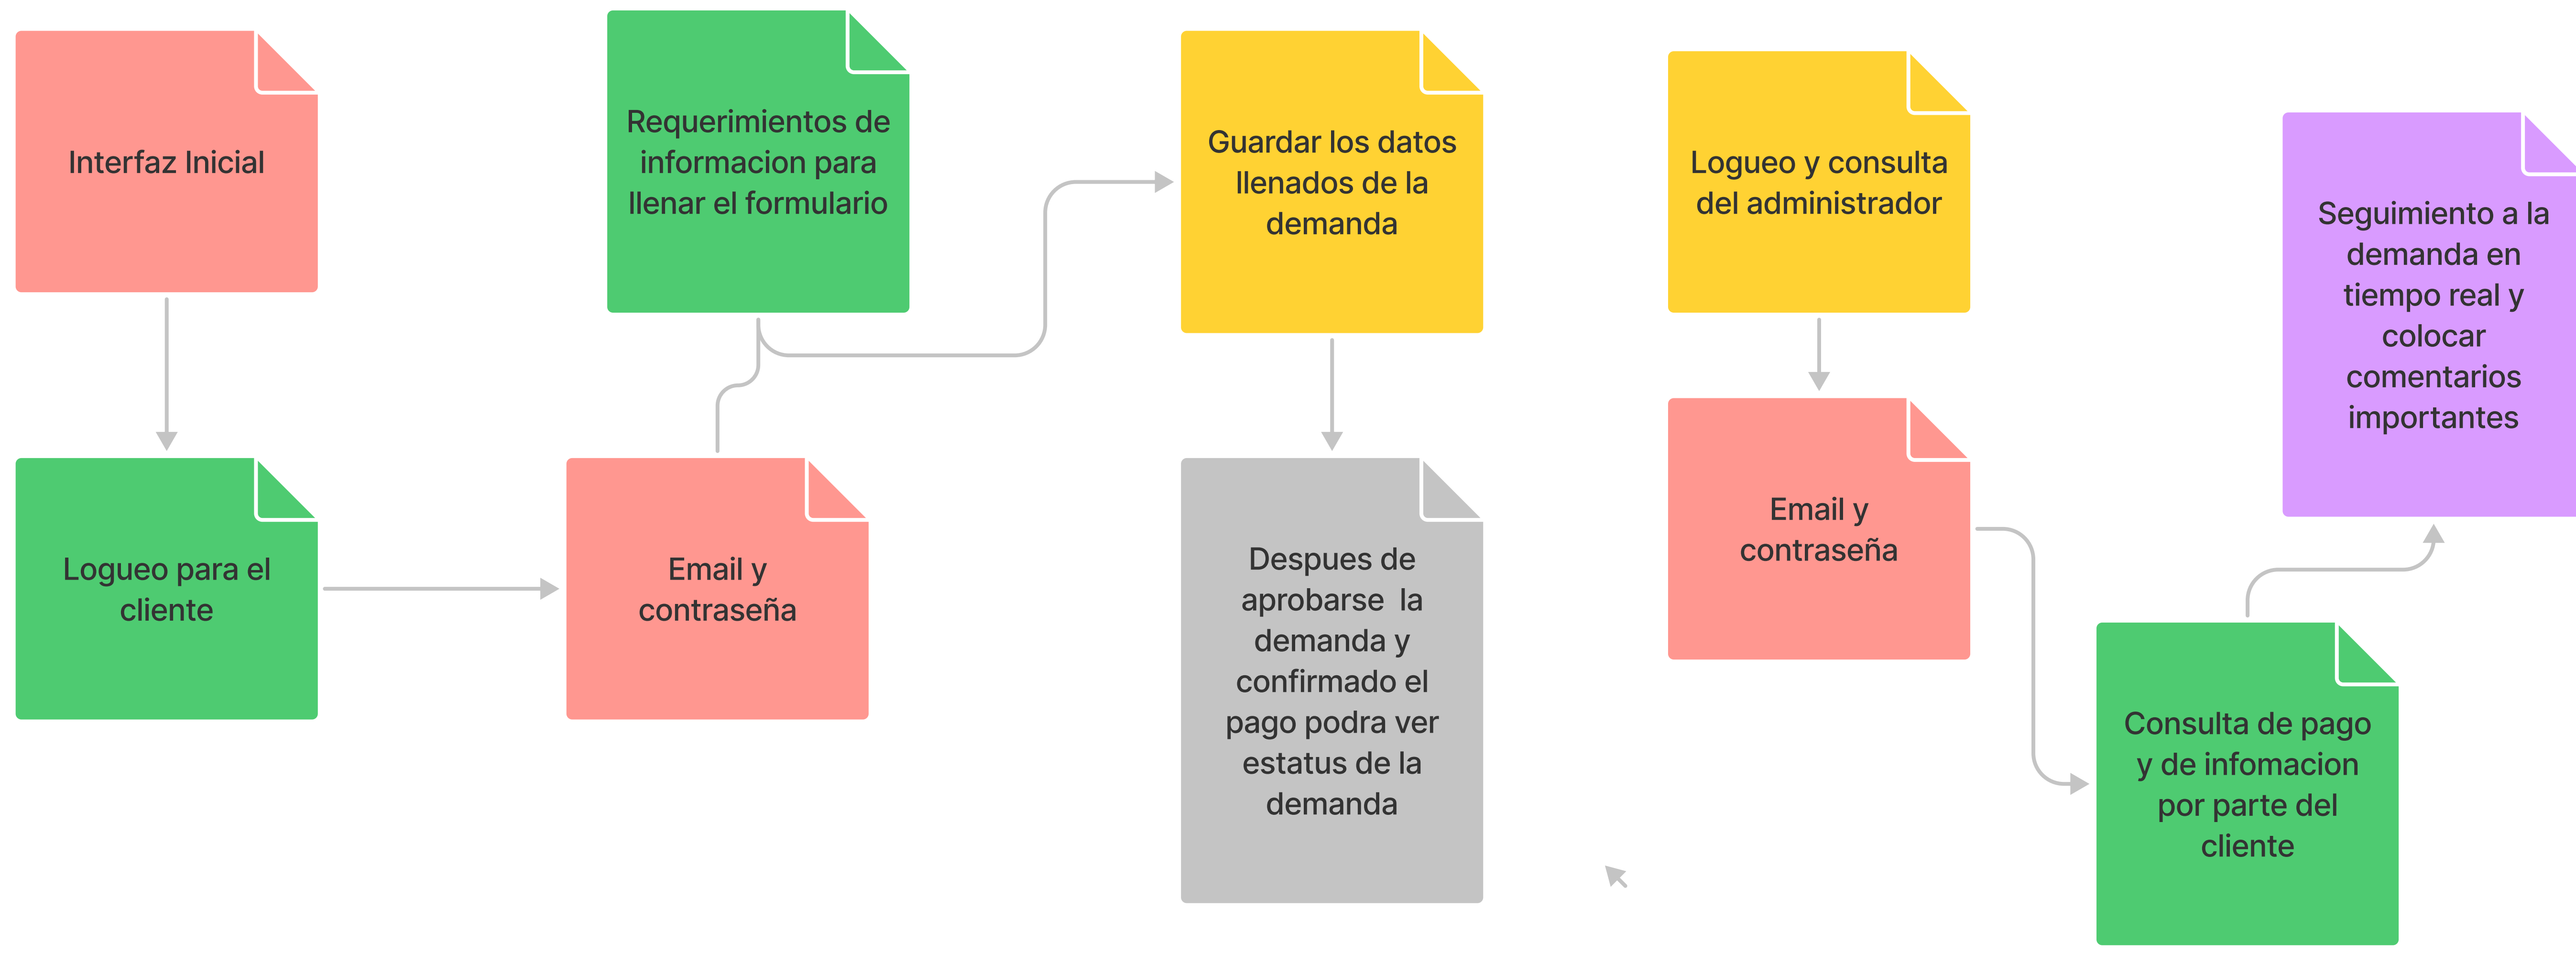 Interfaz Inicial
Logueo para el
cliente
Email y
contraseña
Requerimientos de
informacion para
llenar el formulario
Guardar los datos
llenados de la
demanda
Despues de
aprobarse  la
demanda y
confirmado el
pago podra ver
estatus de la
demanda
Logueo y consulta
del administrador
Email y
contraseña
Consulta de pago
y de infomacion
por parte del
cliente
Seguimiento a la
demanda en
tiempo real y
colocar
comentarios
importantes